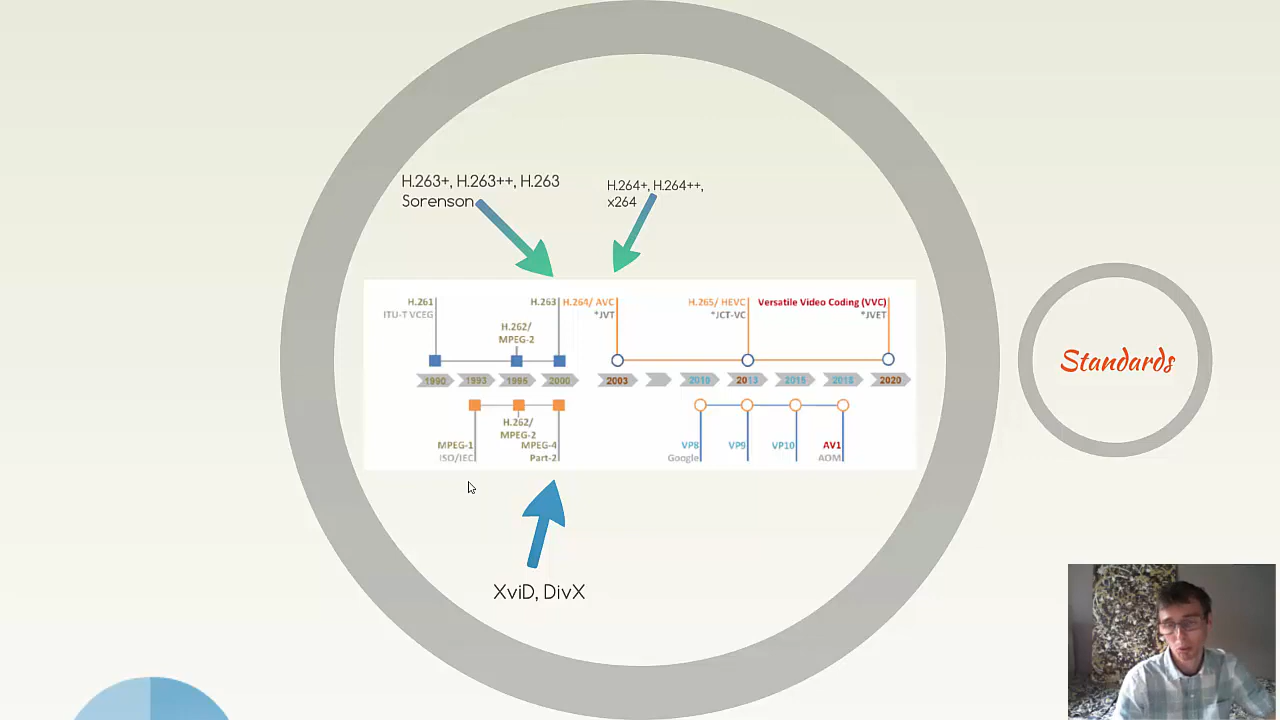 H.263+, H.263++, H.263
Sorenson
H.264+, H.264++,
x264
H.261
ITU-T VCEG
H.262/
MPEG-2
H.263
H.264/ AVC
*JVT
H.265/ HEVC
*JCT-VC
Versatile Video Coding (VVC)
*JVET
1990 1993 1995 2000 2003 2010 2013 2015 2018 2020
MPEG-1
ISO/IEC
H.262/
MPEG-2
MPEG-4
Part-2
VP8
Google
VP9
VP10
AV1
AOM
XviD, DivX
Standards